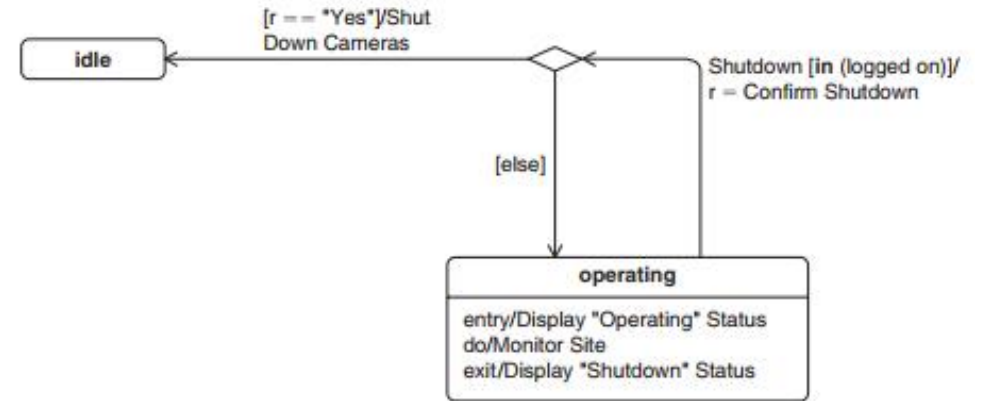 [r == "Yes"]/Shut
Down Cameras
idle
Shutdown [in (logged on)]/
r = Confirm Shutdown
[else]
operating
entry/Display "Operating" Status
do/Monitor Site
exit/Display "Shutdown" Status